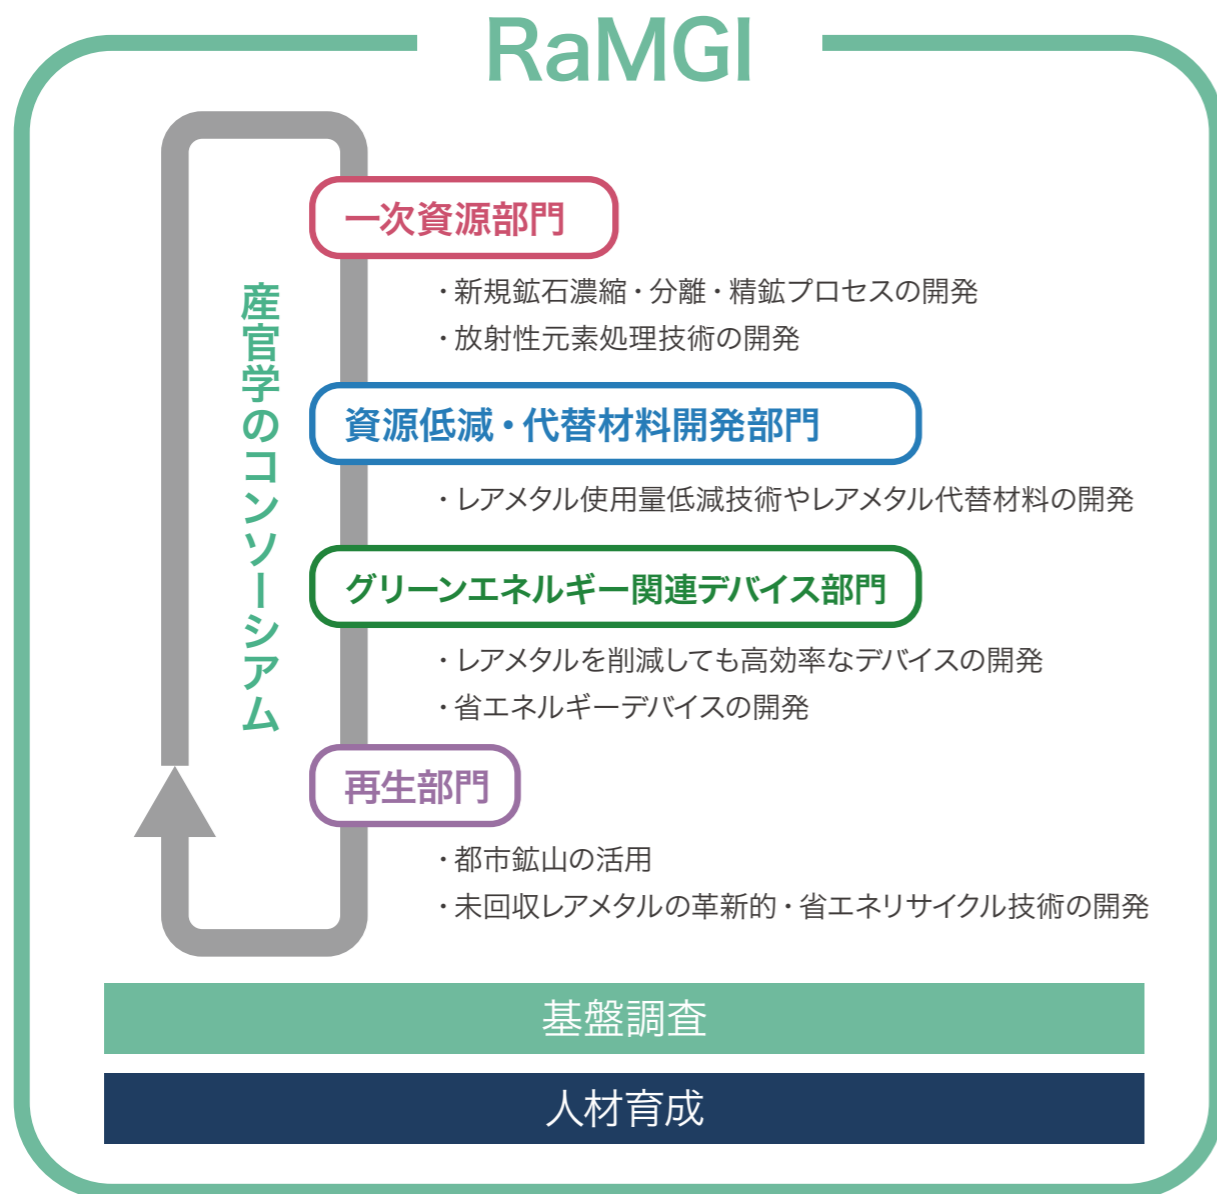 RaMGI
産官学のコンソーシアム
一次資源部門
・新規鉱石濃縮・分離・精鉱プロセスの開発
・放射性元素処理技術の開発
資源低減・代替材料開発部門
・レアメタル使用量低減技術やレアメタル代替材料の開発
グリーンエネルギー関連デバイス部門
・レアメタルを削減しても高効率なデバイスの開発
・省エネルギーデバイスの開発
再生部門
・都市鉱山の活用
・未回収レアメタルの革新的・省エネリサイクル技術の開発
基盤調査
人材育成